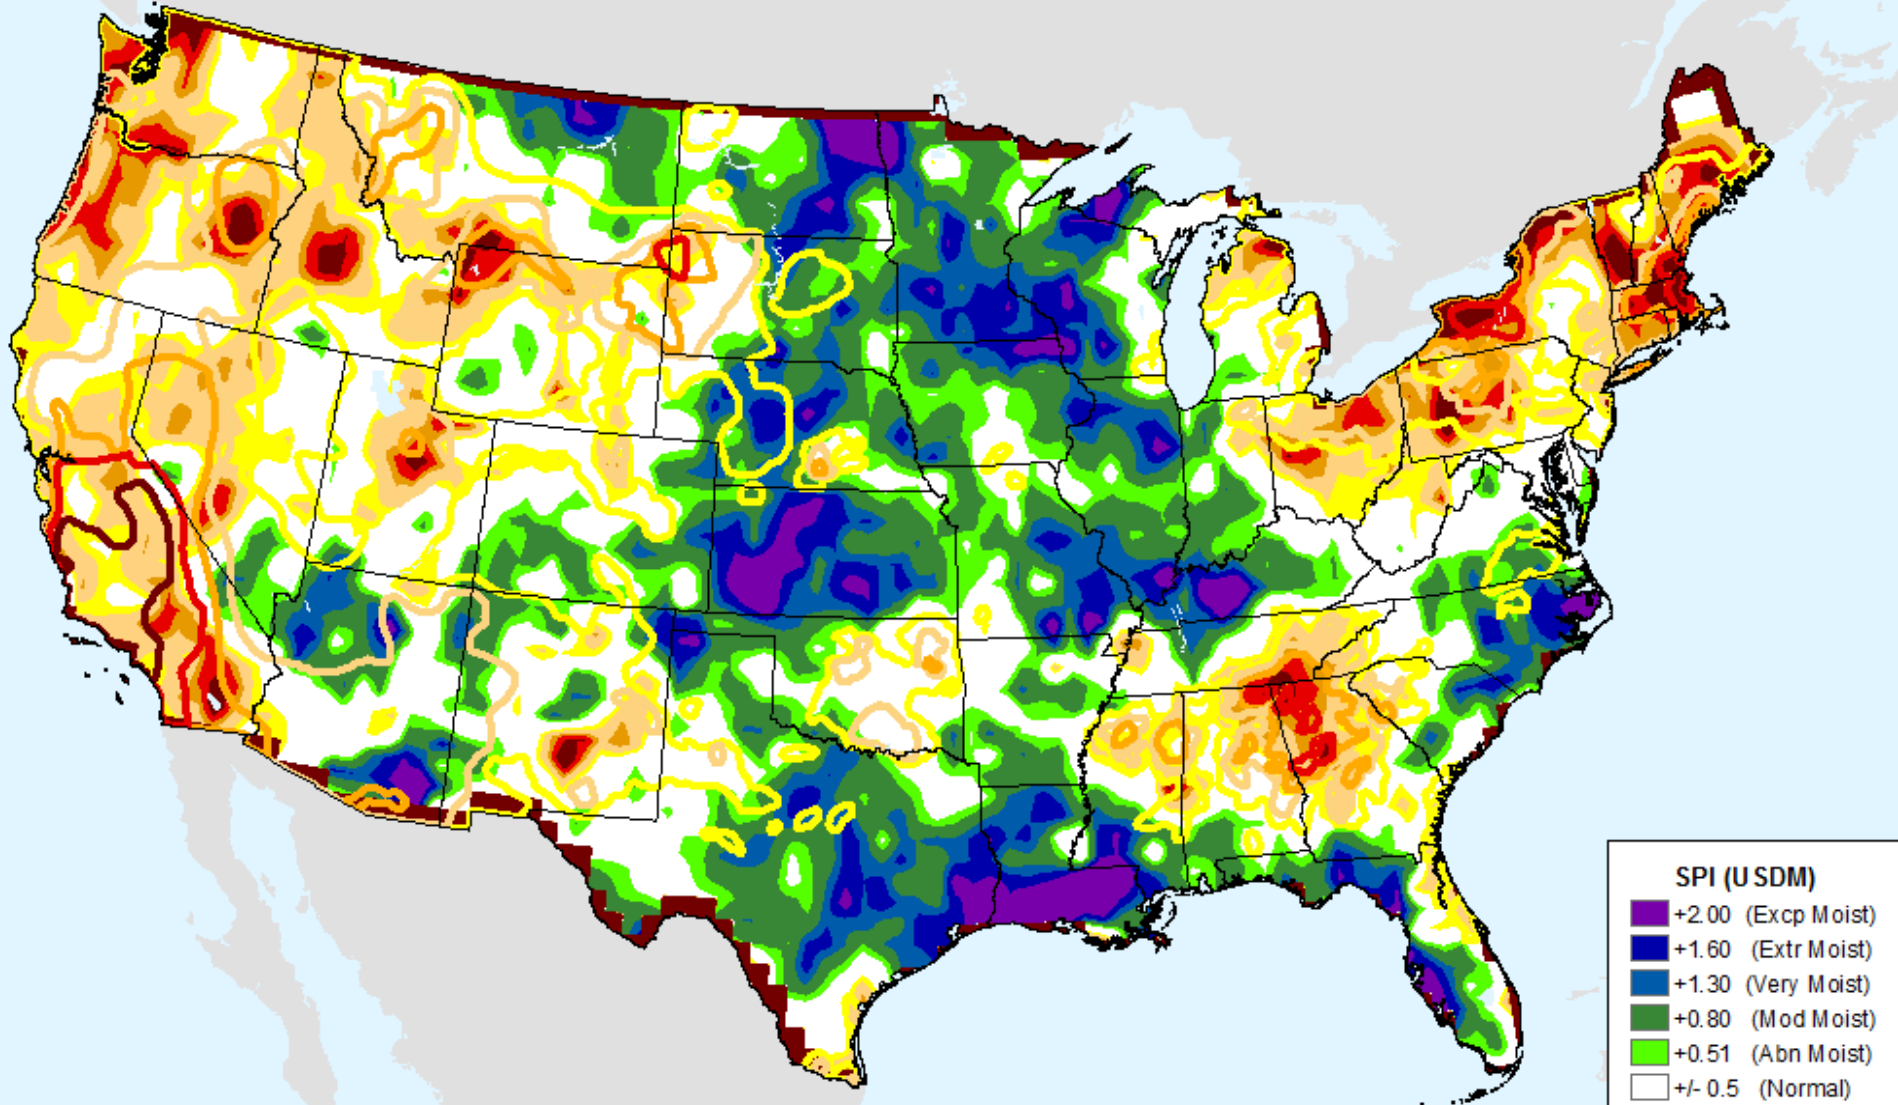 SPI (USDM)
+2.00 (Excp Moist)
+1.60 (Extr Moist)
+1.30 (Very Moist)
+0.80 (Mod Moist)
+0.51 (Abn Moist)
+/- 0.5 (Normal)